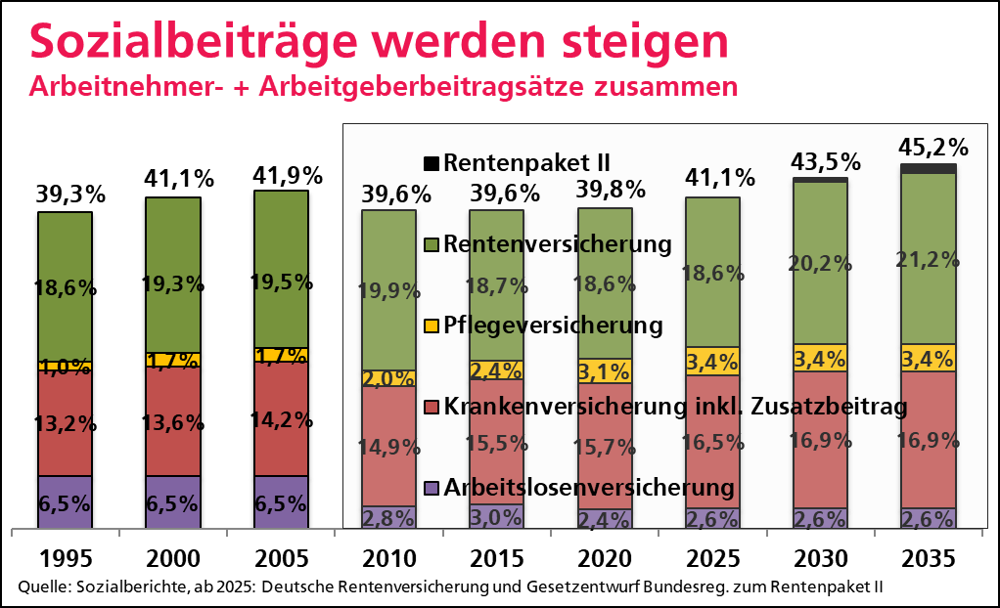 Sozialbeiträge werden steigen
Arbeitnehmer- + Arbeitgeberbeitragsätze zusammen
39,3% 41,1% 41,9% 39,6% 39,6% 39,8% 41,1% 43,5% 45,2%
Rentenpaket II
Rentenversicherung
18,6% 19,3% 19,5% 19,9% 18,7% 18,6% 18,6% 20,2% 21,2%
Pflegeversicherung
1,0% 1,7% 1,7% 2,0% 2,4% 3,1% 3,4% 3,4% 3,4%
Krankenversicherung inkl. Zusatzbeitrag
13,2% 13,6% 14,2% 14,9% 15,5% 15,7% 16,5% 16,9% 16,9%
Arbeitslosenversicherung
6,5% 6,5% 6,5% 2,8% 3,0% 2,4% 2,6% 2,6% 2,6%
1995 2000 2005 2010 2015 2020 2025 2030 2035
Quelle: Sozialberichte, ab 2025: Deutsche Rentenversicherung und Gesetzentwurf Bundesreg. zum Rentenpaket II